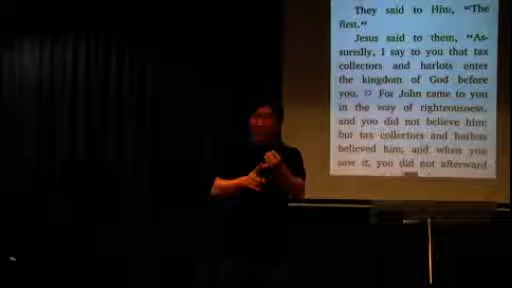 They said to Him, “The
first.”
Jesus said to them, “As-
suredly, I say to you that tax
collectors and harlots enter
the kingdom of God before
you. 32 For John came to you
in the way of righteousness,
and you did not believe him;
but tax collectors and harlots
believed him; and when you
saw it, you did not afterward